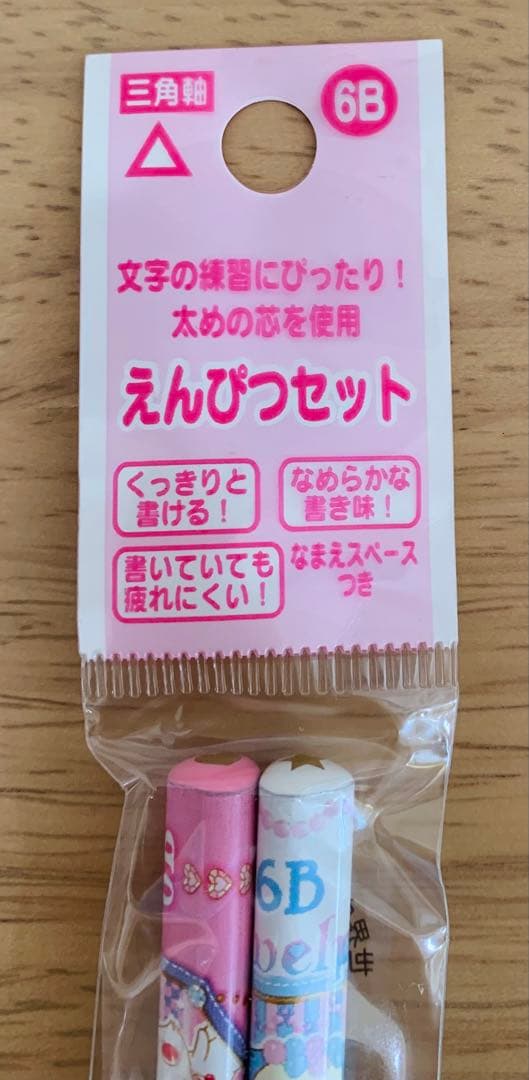 三角軸
6B
文字の練習にぴったり！
太めの芯を使用
えんぴつセット
くっきりと
書ける！
なめらかな
書き味！
書いていても
疲れにくい！
なまえスペース
つき
6B